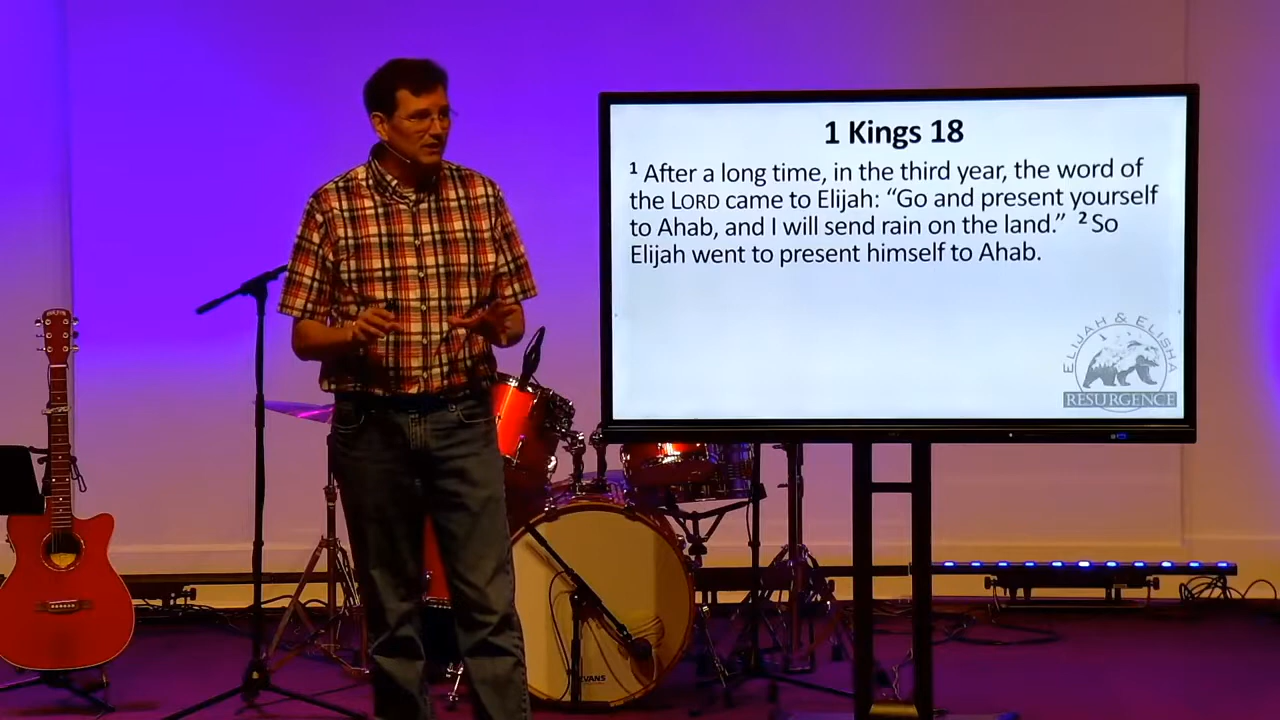 1 Kings 18
1 After a long time, in the third year, the word of
the LORD came to Elijah: “Go and present yourself
to Ahab, and I will send rain on the land.” 2 So
Elijah went to present himself to Ahab.
ELIJAH & ELISHA
RESURGENCE
EVANS